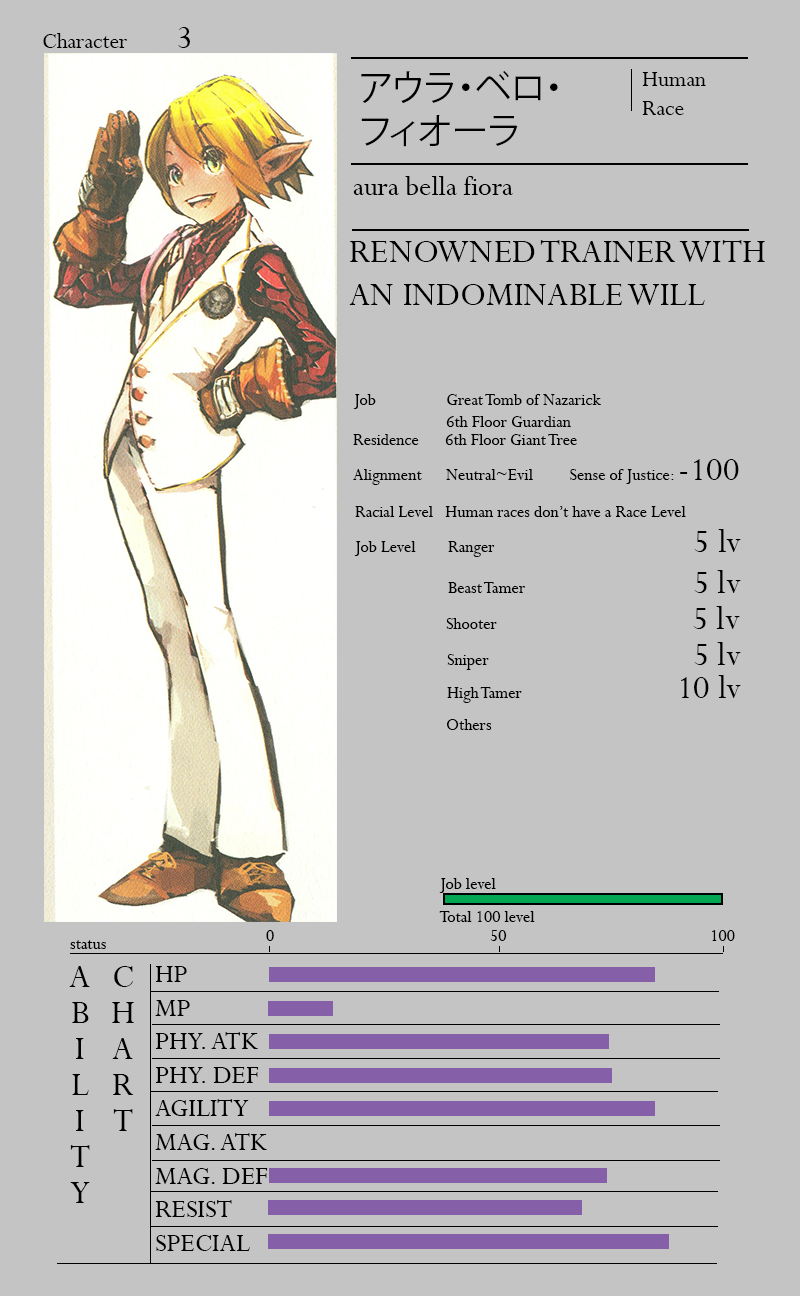 Character 3
アウラ・ベロ・
フィオーラ
Human
Race
aura bella fiora
RENOWNED TRAINER WITH
AN INDOMINABLE WILL
Job Great Tomb of Nazarick
6th Floor Guardian
Residence 6th Floor Giant Tree
Alignment Neutral~Evil Sense of Justice: -100
Racial Level Human races don't have a Race Level
Job Level Ranger 5 lv
Beast Tamer 5 lv
Shooter 5 lv
Sniper 5 lv
High Tamer 10 lv
Others
Job level
Total 100 level
status 0 50 100
ABILITY
CHART
HP
MP
PHY. ATK
PHY. DEF
AGILITY
MAG. ATK
MAG. DEF
RESIST
SPECIAL